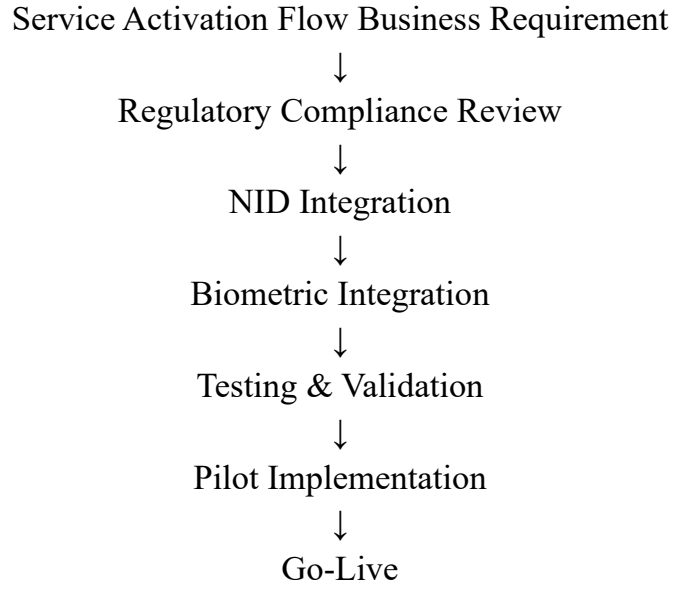 Service Activation Flow Business Requirement
↓
Regulatory Compliance Review
↓
NID Integration
↓
Biometric Integration
↓
Testing & Validation
↓
Pilot Implementation
↓
Go-Live